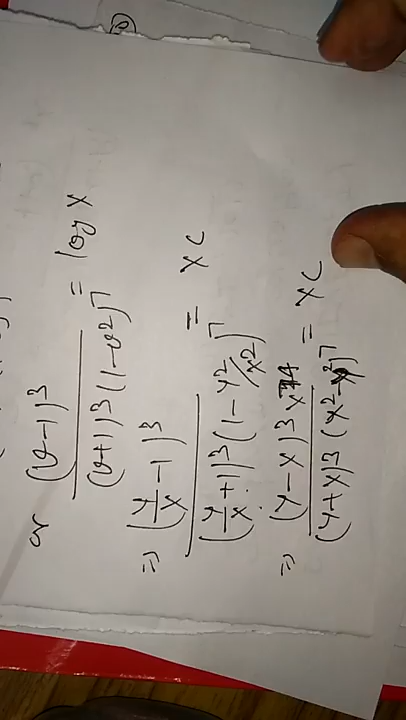 or (v-1)³ / (v+1)³ (1-v²)⁷ = log x
⇒ (y/x - 1)³ / (y/x + 1)³ (1 - y²/x²)⁷ = xc
⇒ (y-x)³ x¹⁴ / (y+x)³ (x²-y²)⁷ = xc